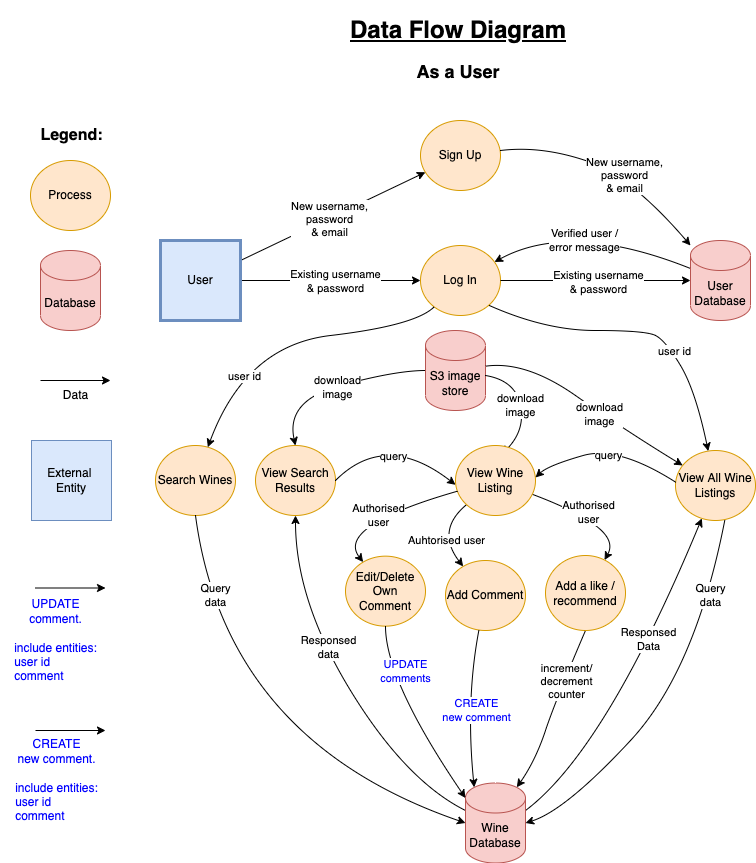 Data Flow Diagram
As a User
Legend:
Process
Database
Data
External
Entity
UPDATE
comment.
include entities:
user id
comment
CREATE
new comment.
include entities:
user id
comment
Sign Up
New username,
password
& email
New username,
password
& email
User
Existing username
& password
Log In
Verified user /
error message
Existing username
& password
User
Database
user id
user id
S3 image
store
download
image
download
image
download
image
Search Wines
View Search
Results
query
View Wine
Listing
query
View All Wine
Listings
Authorised
user
Auhtorised user
Authorised
user
Edit/Delete
Own
Comment
Add Comment
Add a like /
recommend
Query
data
Responsed
data
UPDATE
comments
CREATE
new comment
increment/
decrement
counter
Responsed
Data
Query
data
Wine
Database